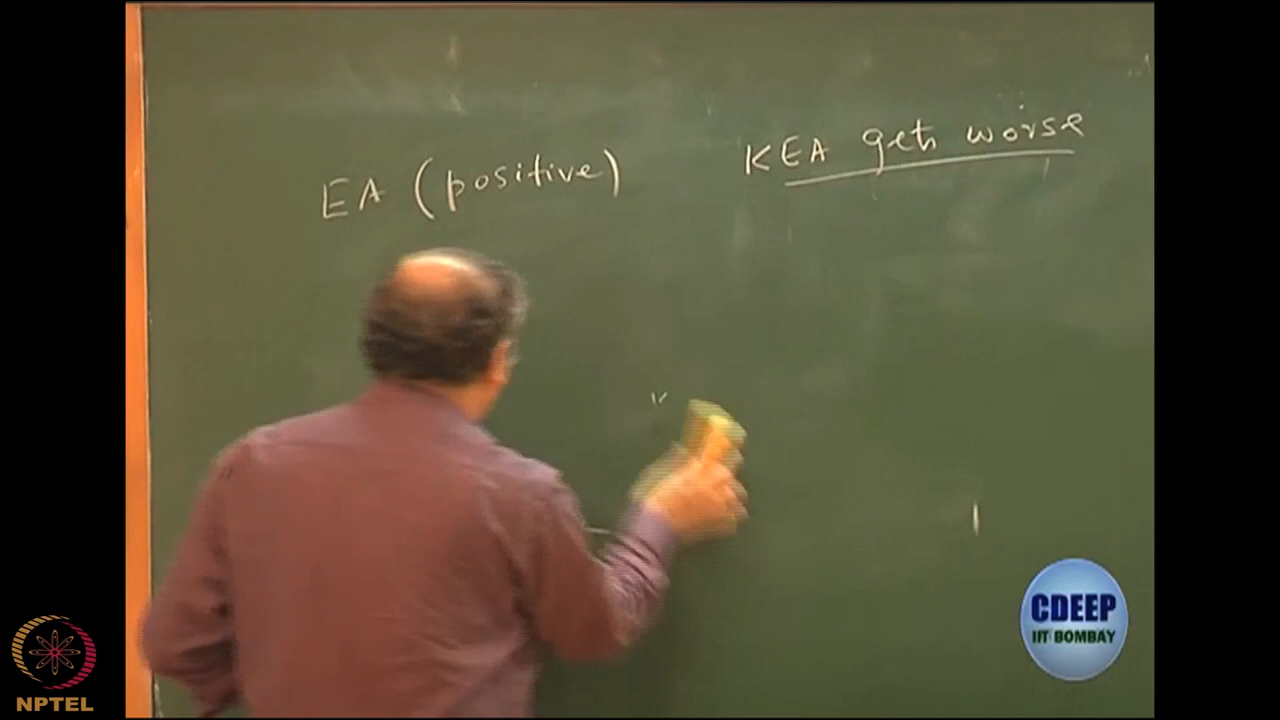 EA (positive)
KEA gets worse
CDEEP
IIT BOMBAY
NPTEL